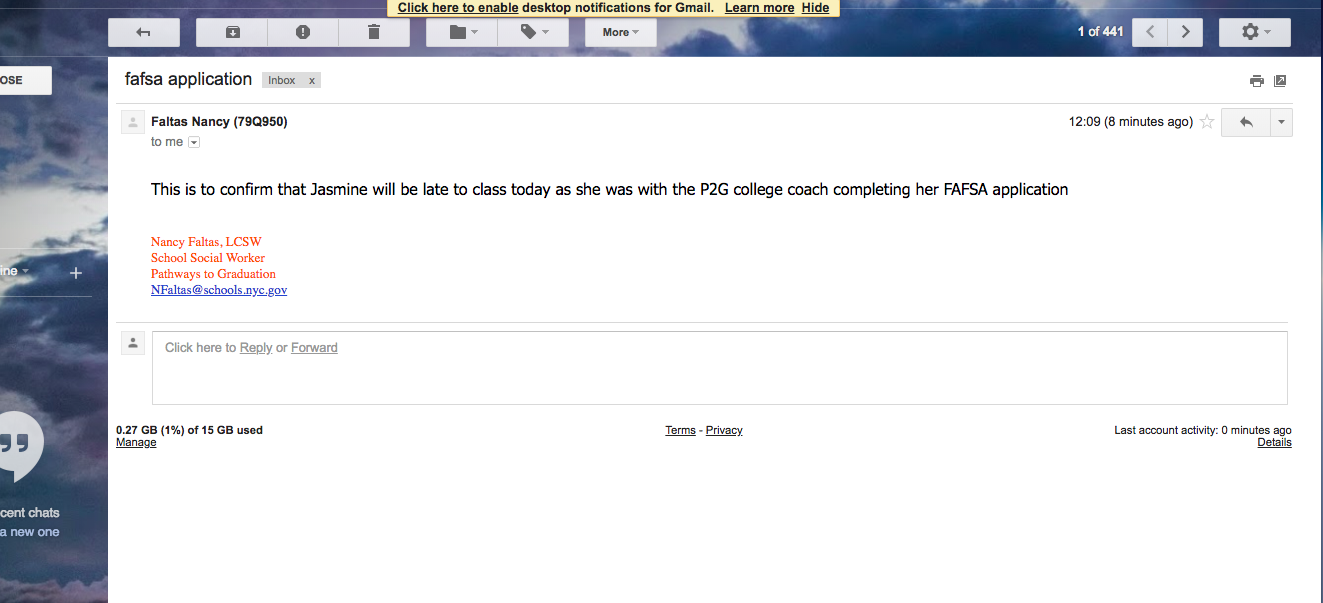 Click here to enable desktop notifications for Gmail. Learn more Hide
More
1 of 441
OSE
fafsa application Inbox x
Faltas Nancy (79Q950)
12:09 (8 minutes ago)
to me
This is to confirm that Jasmine will be late to class today as she was with the P2G college coach completing her FAFSA application
Nancy Faltas, LCSW
School Social Worker
Pathways to Graduation
NFaltas@schools.nyc.gov
ine
Click here to Reply or Forward
0.27 GB (1%) of 15 GB used
Manage
Terms - Privacy
Last account activity: 0 minutes ago
Details
cent chats
a new one